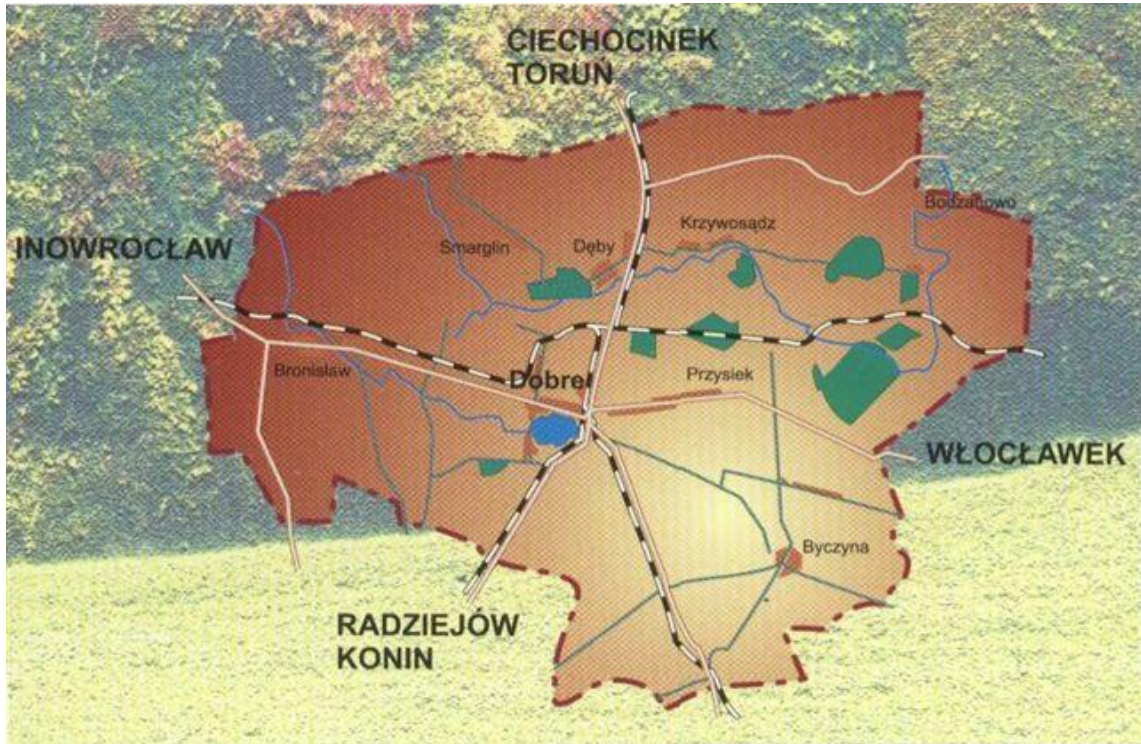 CIECHOCINEK
TORUŃ
Bodzanowo
Krzywosądz
INOWROCŁAW
Smarglin
Dęby
Bronisław
Dobre
Przysiek
WŁOCŁAWEK
Byczyna
RADZIEJÓW
KONIN